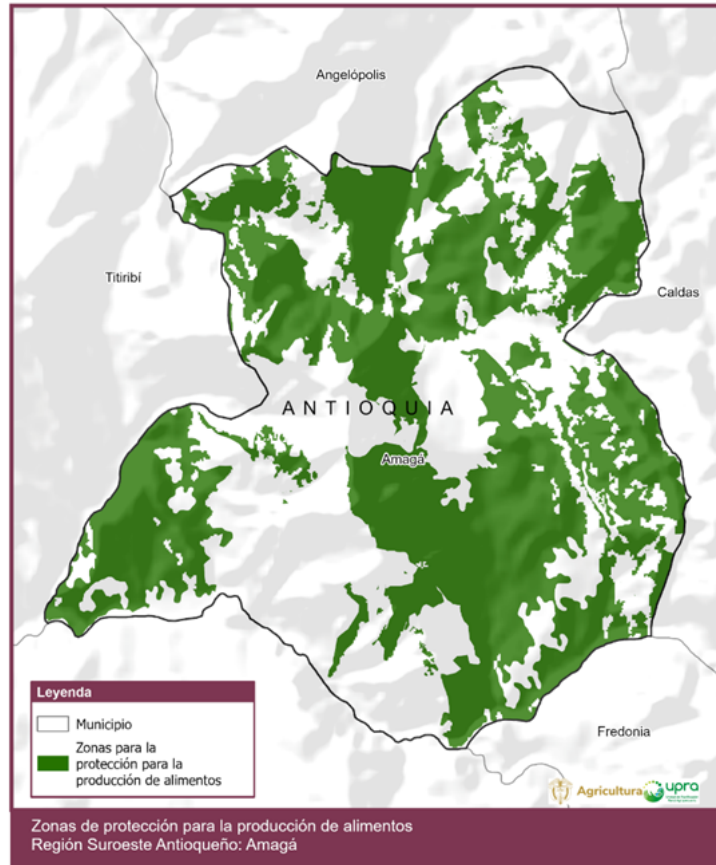 Angelópolis
Titiribí
Caldas
ANTIOQUIA
Amagá
Fredonia
Leyenda
Municipio
Zonas para la
protección para la
producción de alimentos
Agricultura
upra
Zonas de protección para la producción de alimentos
Región Suroeste Antioqueño: Amagá